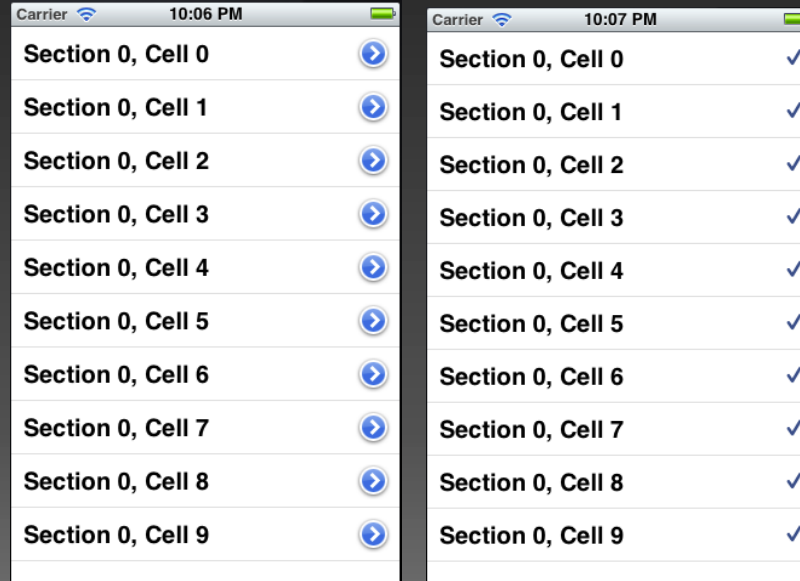 Carrier 10:06 PM
Section 0, Cell 0
Section 0, Cell 1
Section 0, Cell 2
Section 0, Cell 3
Section 0, Cell 4
Section 0, Cell 5
Section 0, Cell 6
Section 0, Cell 7
Section 0, Cell 8
Section 0, Cell 9
Carrier 10:07 PM
Section 0, Cell 0
Section 0, Cell 1
Section 0, Cell 2
Section 0, Cell 3
Section 0, Cell 4
Section 0, Cell 5
Section 0, Cell 6
Section 0, Cell 7
Section 0, Cell 8
Section 0, Cell 9